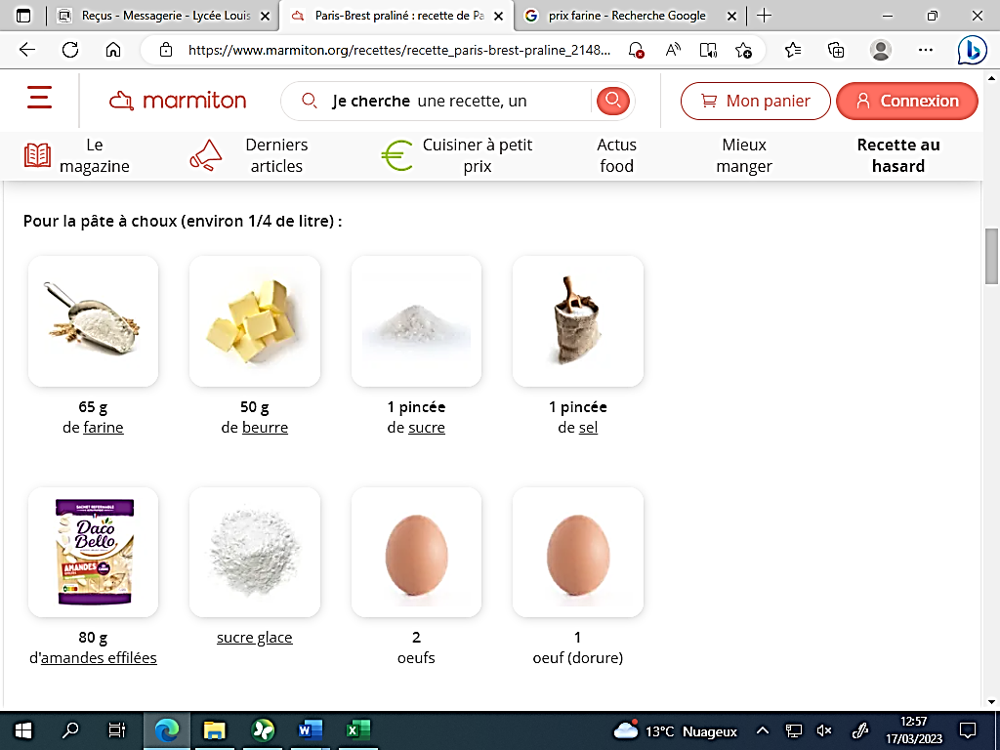 Reçus - Messagerie - Lycée Louis
Paris-Brest praliné : recette de Pa
prix farine - Recherche Google
https://www.marmiton.org/recettes/recette_paris-brest-praline_2148...
marmiton
Je cherche une recette, un
Mon panier
Connexion
Le magazine
Derniers articles
Cuisiner à petit prix
Actus food
Mieux manger
Recette au hasard
Pour la pâte à choux (environ 1/4 de litre) :
65 g
de farine
50 g
de beurre
1 pincée
de sucre
1 pincée
de sel
Daco
Bello
AMANDES
80 g
d'amandes effilées
sucre glace
2
oeufs
1
oeuf (dorure)
13°C Nuageux
12:57
17/03/2023